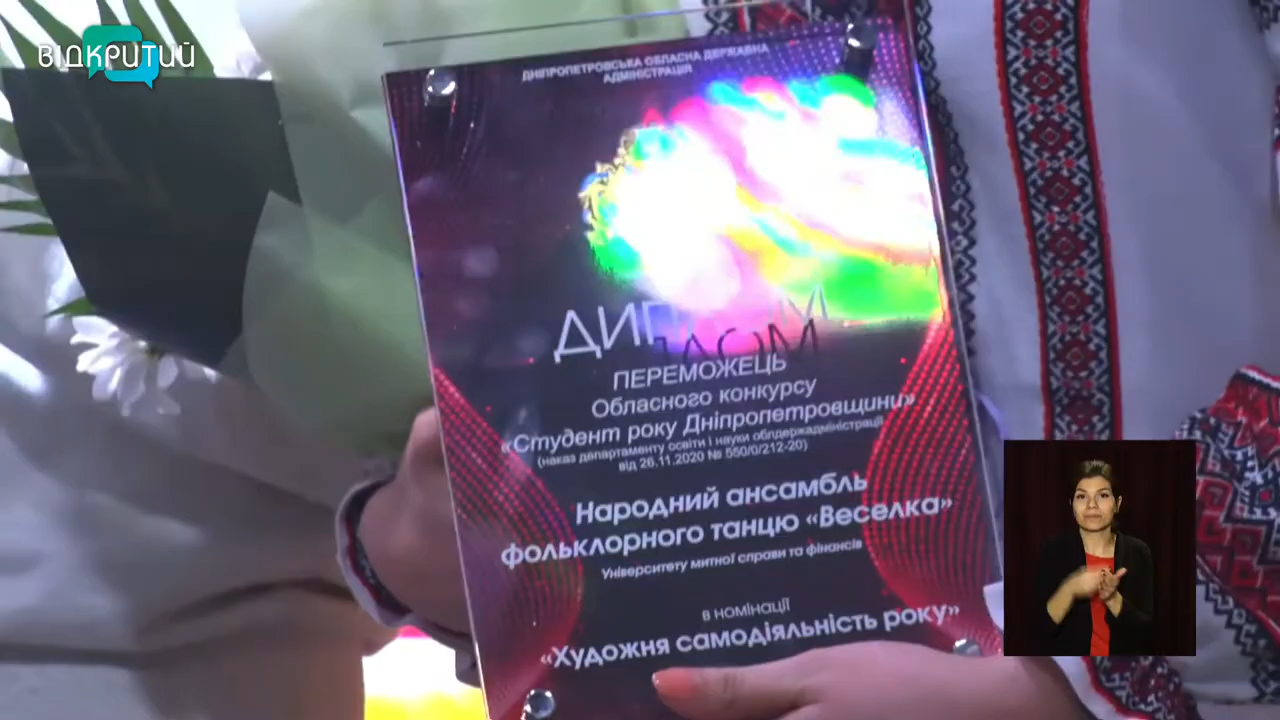 ВІДКРИТИЙ
ДНІПРОПЕТРОВСЬКА ОБЛАСНА ДЕРЖАВНА
АДМІНІСТРАЦІЯ
ДИПЛОМ
ПЕРЕМОЖЕЦЬ
Обласного конкурсу
«Студент року Дніпропетровщини»
(наказ департаменту освіти і науки облдержадміністрації
від 26.11.2020 № 550/0/212-20)
Народний ансамбль
фольклорного танцю «Веселка»
Університету митної справи та фінансів
в номінації
«Художня самодіяльність року»